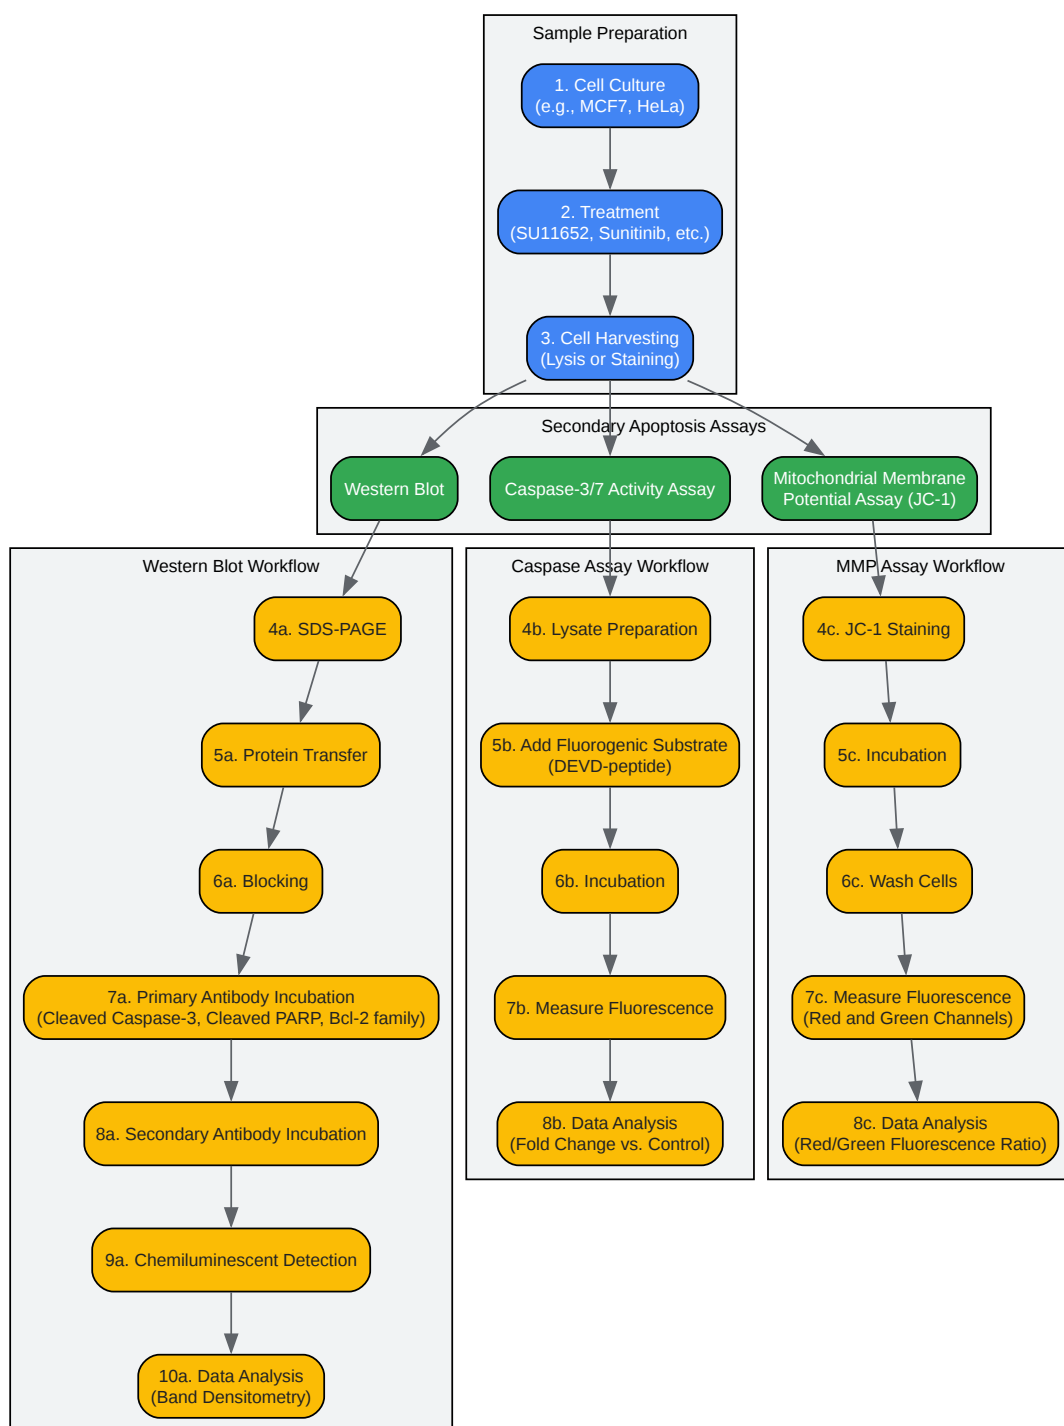 Sample Preparation
1. Cell Culture
(e.g., MCF7, HeLa)
2. Treatment
(SU11652, Sunitinib, etc.)
3. Cell Harvesting
(Lysis or Staining)
Secondary Apoptosis Assays
Western Blot
Caspase-3/7 Activity Assay
Mitochondrial Membrane
Potential Assay (JC-1)
Western Blot Workflow
4a. SDS-PAGE
5a. Protein Transfer
6a. Blocking
7a. Primary Antibody Incubation
(Cleaved Caspase-3, Cleaved PARP, Bcl-2 family)
8a. Secondary Antibody Incubation
9a. Chemiluminescent Detection
10a. Data Analysis
(Band Densitometry)
Caspase Assay Workflow
4b. Lysate Preparation
5b. Add Fluorogenic Substrate
(DEVD-peptide)
6b. Incubation
7b. Measure Fluorescence
8b. Data Analysis
(Fold Change vs. Control)
MMP Assay Workflow
4c. JC-1 Staining
5c. Incubation
6c. Wash Cells
7c. Measure Fluorescence
(Red and Green Channels)
8c. Data Analysis
(Red/Green Fluorescence Ratio)